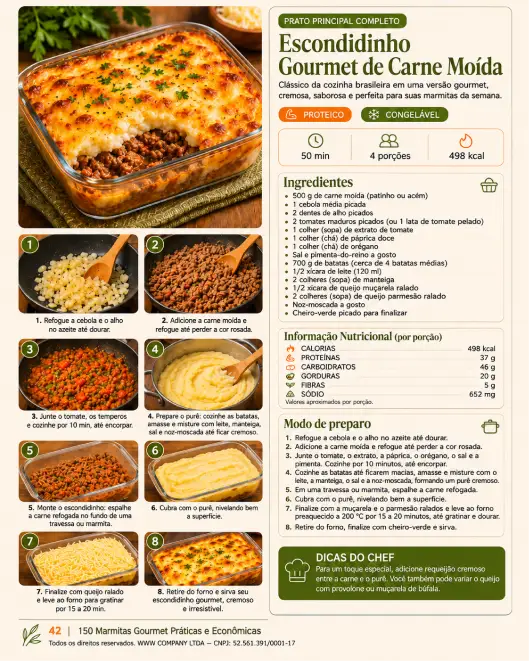 PRATO PRINCIPAL COMPLETO
Escondidinho
Gourmet de Carne Moída
Clássico da cozinha brasileira em uma versão gourmet,
cremosa, saborosa e perfeita para suas marmitas da semana.
PROTEICO
CONGELÁVEL
50 min
4 porções
498 kcal
Ingredientes
• 500 g de carne moída (patinho ou acém)
• 1 cebola média picada
• 2 dentes de alho picados
• 2 tomates maduros picados (ou 1 lata de tomate pelado)
• 1 colher (sopa) de extrato de tomate
• 1 colher (chá) de páprica doce
• 1 colher (chá) de orégano
• Sal e pimenta-do-reino a gosto
• 700 g de batatas (cerca de 4 batatas médias)
• 1/2 xícara de leite (120 ml)
• 2 colheres (sopa) de manteiga
• 1/2 xícara de queijo muçarela ralado
• 2 colheres (sopa) de queijo parmesão ralado
• Noz-moscada a gosto
• Cheiro-verde picado para finalizar
Informação Nutricional (por porção)
CALORIAS 498 kcal
PROTEÍNAS 37 g
CARBOIDRATOS 46 g
GORDURAS 20 g
FIBRAS 5 g
SÓDIO 652 mg
Valores aproximados por porção.
Modo de preparo
1. Refogue a cebola e o alho no azeite até dourar.
2. Adicione a carne moída e refogue até perder a cor rosada.
3. Junte o tomate, o extrato, a páprica, o orégano, o sal e a
pimenta. Cozinhe por 10 minutos, até encorpar.
4. Cozinhe as batatas até ficarem macias, amasse e misture com o
leite, a manteiga, o sal e a noz-moscada, formando um purê cremoso.
5. Em uma travessa ou marmita, espalhe a carne refogada.
6. Cubra com o purê, nivelando bem a superfície.
7. Finalize com a muçarela e o parmesão ralados e leve ao forno
preaquecido a 200 °C por 15 a 20 minutos, até gratinar e dourar.
8. Retire do forno, finalize com cheiro-verde e sirva.
DICAS DO CHEF
Para um toque especial, adicione requeijão cremoso
entre a carne e o purê. Você também pode variar o queijo
com provolone ou muçarela de búfala.
1
1. Refogue a cebola e o alho
no azeite até dourar.
2
2. Adicione a carne moída e
refogue até perder a cor rosada.
3
3. Junte o tomate, os temperos
e cozinhe por 10 min, até encorpar.
4
4. Prepare o purê: cozinhe as batatas,
amasse e misture com leite, manteiga,
sal e noz-moscada até ficar cremoso.
5
5. Monte o escondidinho: espalhe
a carne refogada no fundo de uma
travessa ou marmita.
6
6. Cubra com o purê, nivelando bem
a superfície.
7
7. Finalize com queijo ralado
e leve ao forno para gratinar
por 15 a 20 min.
8
8. Retire do forno e sirva seu
escondidinho gourmet, cremoso
e irresistível.
42 | 150 Marmitas Gourmet Práticas e Econômicas
Todos os direitos reservados. WWW COMPANY LTDA – CNPJ: 52.561.391/0001-17